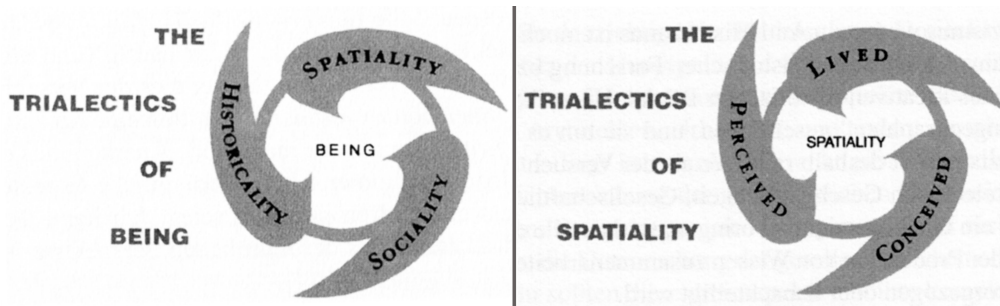 THE
TRIALECTICS
OF
BEING
SPATIALITY
HISTORICALITY
BEING
SOCIALITY
THE
TRIALECTICS
OF
SPATIALITY
LIVED
PERCEIVED
SPATIALITY
CONCEIVED